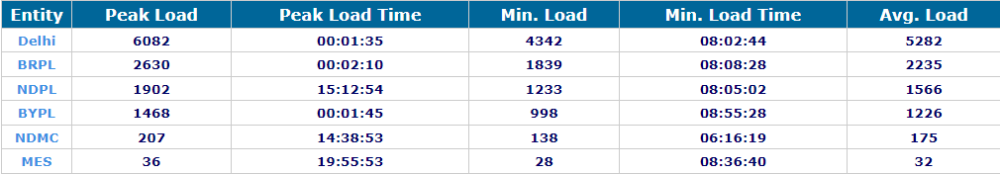 Entity Peak Load Peak Load Time Min. Load Min. Load Time Avg. Load
Delhi 6082 00:01:35 4342 08:02:44 5282
BRPL 2630 00:02:10 1839 08:08:28 2235
NDPL 1902 15:12:54 1233 08:05:02 1566
BYPL 1468 00:01:45 998 08:55:28 1226
NDMC 207 14:38:53 138 06:16:19 175
MES 36 19:55:53 28 08:36:40 32